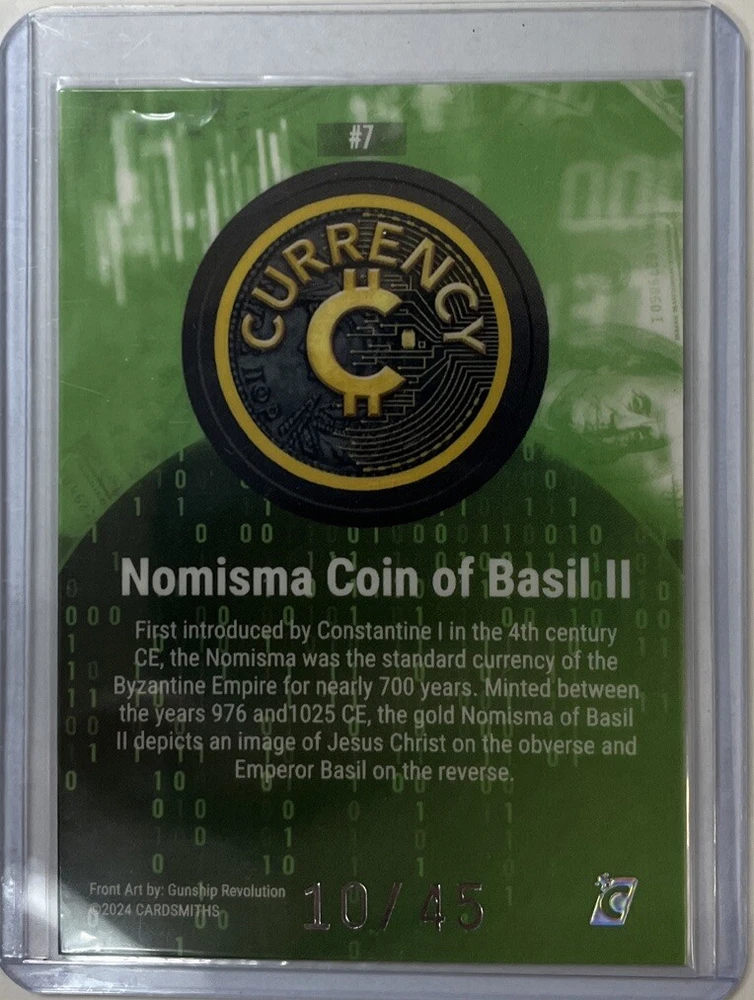 #7
CURRENCY
Nomisma Coin of Basil II
First introduced by Constantine I in the 4th century
CE, the Nomisma was the standard currency of the
Byzantine Empire for nearly 700 years. Minted between
the years 976 and1025 CE, the gold Nomisma of Basil
II depicts an image of Jesus Christ on the obverse and
Emperor Basil on the reverse.
Front Art by: Gunship Revolution
©2024 CARDSMITHS
10/45